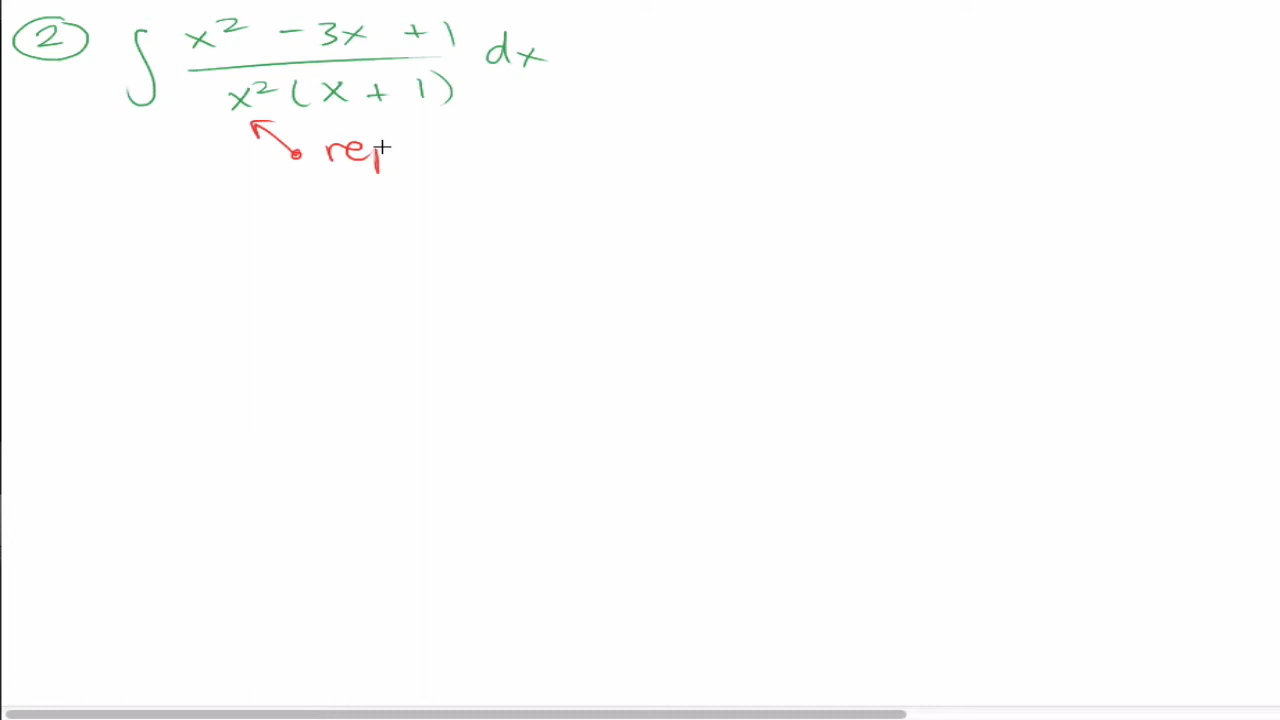 ② ∫ x² - 3x + 1 / x²(x + 1) dx
rep